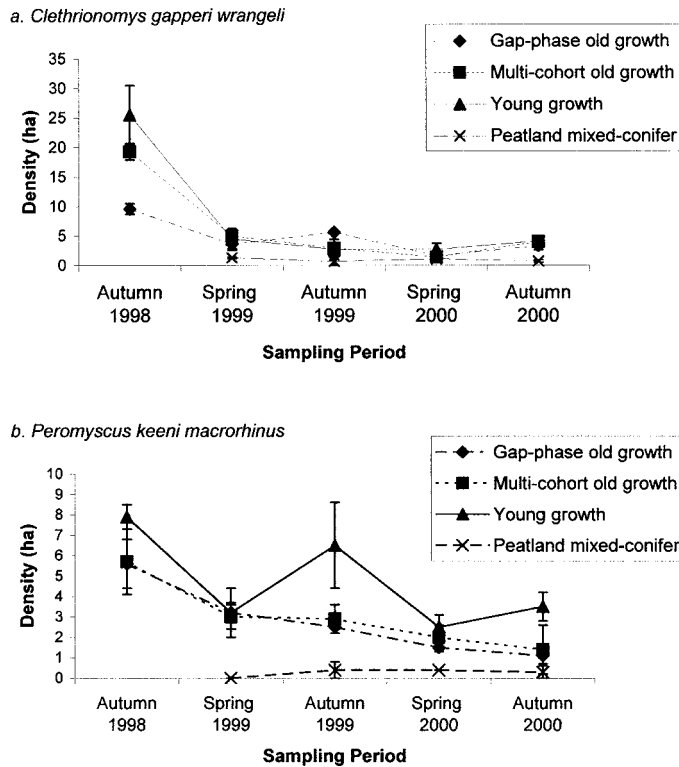 a. Clethrionomys gapperi wrangeli
Gap-phase old growth
Multi-cohort old growth
Young growth
Peatland mixed-conifer
Density (ha)
35
30
25
20
15
10
5
0
Autumn 1998
Spring 1999
Autumn 1999
Spring 2000
Autumn 2000
Sampling Period
b. Peromyscus keeni macrorhinus
Gap-phase old growth
Multi-cohort old growth
Young growth
Peatland mixed-conifer
Density (ha)
10
9
8
7
6
5
4
3
2
1
0
Autumn 1998
Spring 1999
Autumn 1999
Spring 2000
Autumn 2000
Sampling Period